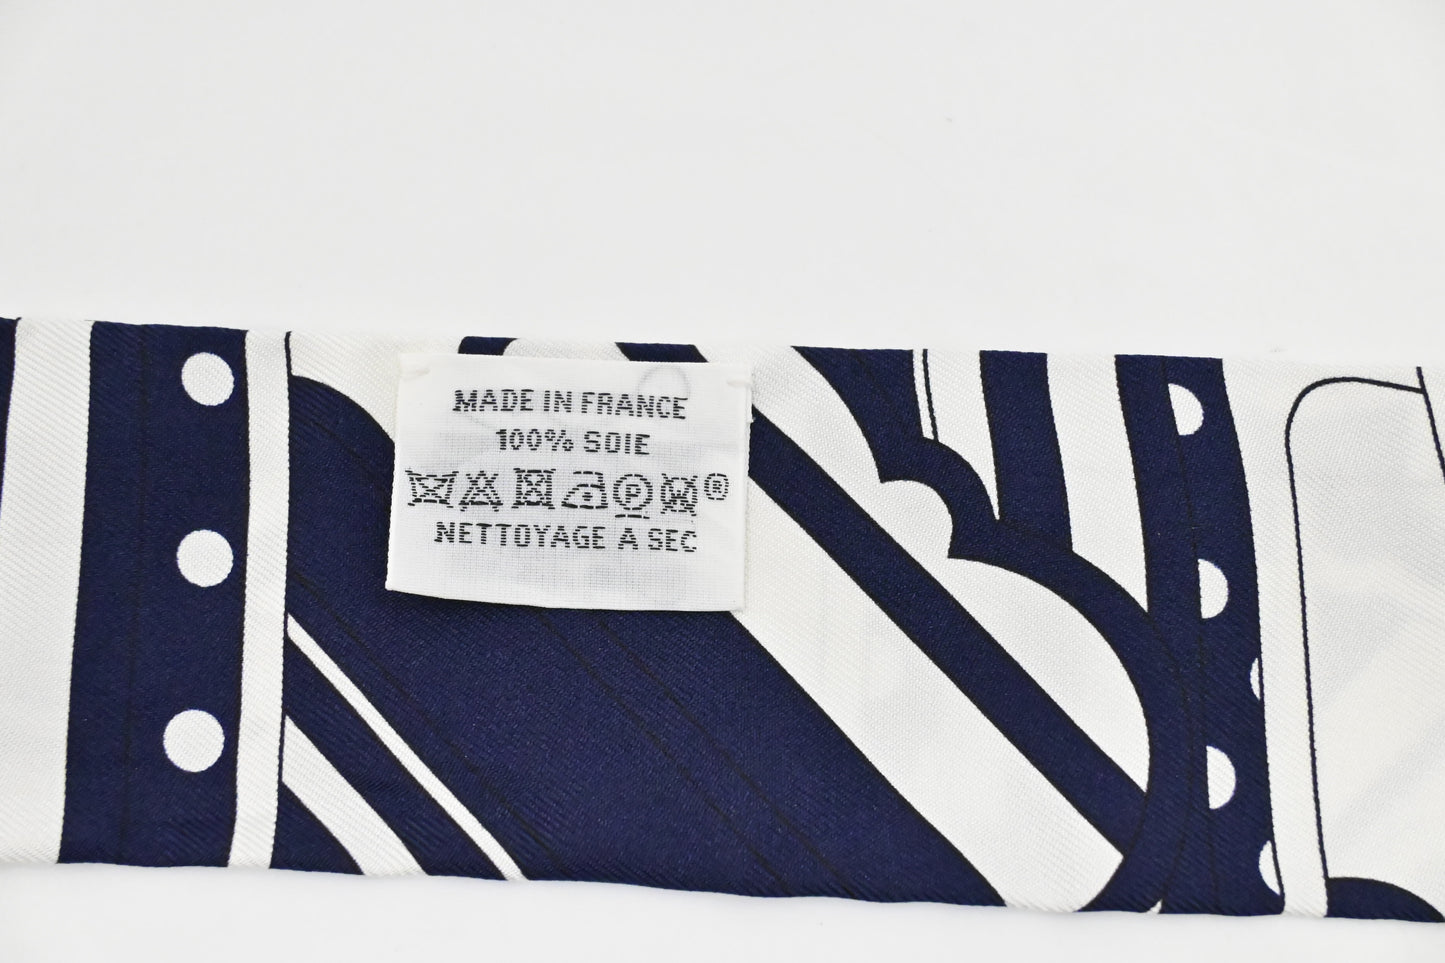 MADE IN FRANCE
100% SOIE
P ®
NETTOYAGE A SEC